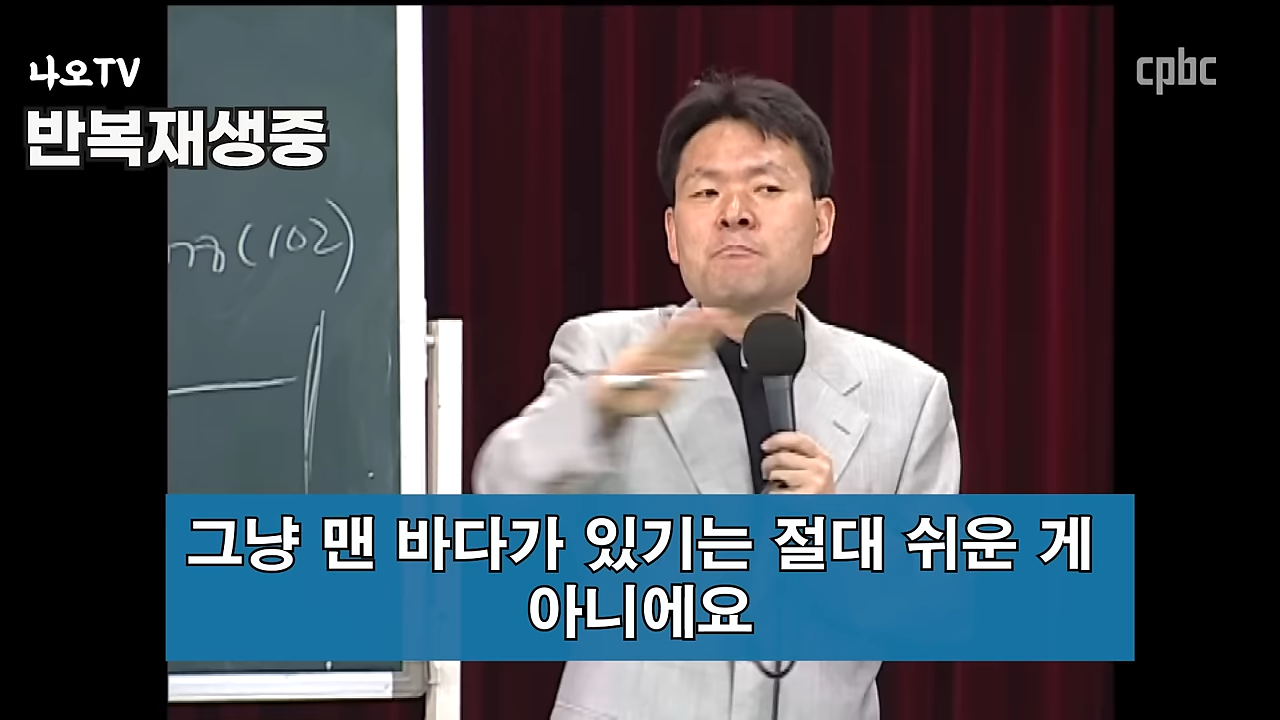 나오TV
반복재생중
cpbc
(102)
그냥 맨 바다가 있기는 절대 쉬운 게
아니에요